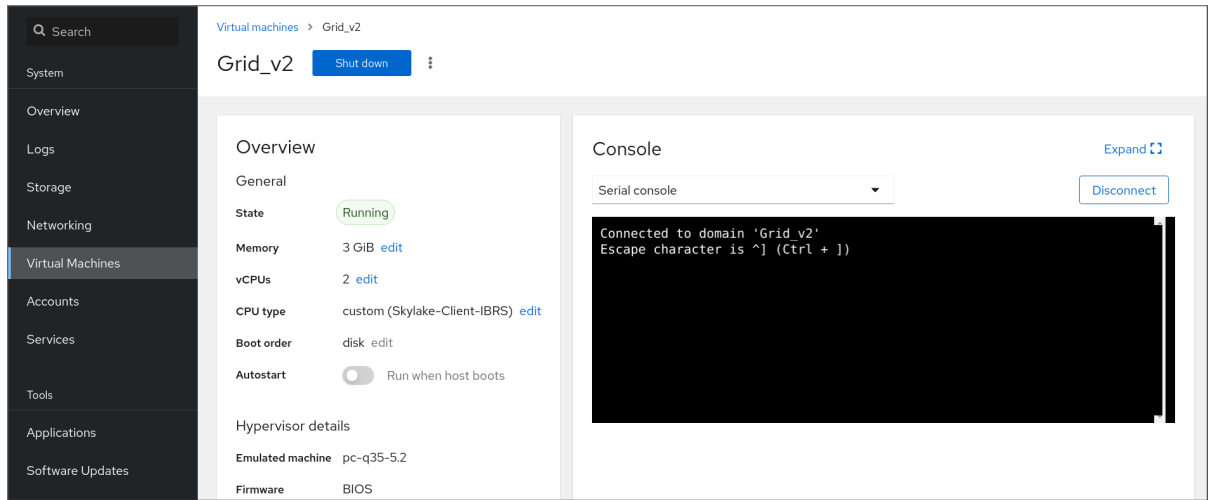 Search
System
Overview
Logs
Storage
Networking
Virtual Machines
Accounts
Services
Tools
Applications
Software Updates
Virtual machines > Grid_v2
Grid_v2 Shut down
Overview
General
State Running
Memory 3 GiB edit
vCPUs 2 edit
CPU type custom (Skylake-Client-IBRS) edit
Boot order disk edit
Autostart Run when host boots
Hypervisor details
Emulated machine pc-q35-5.2
Firmware BIOS
Console Expand
Serial console Disconnect
Connected to domain 'Grid_v2'
Escape character is ^] (Ctrl + ])